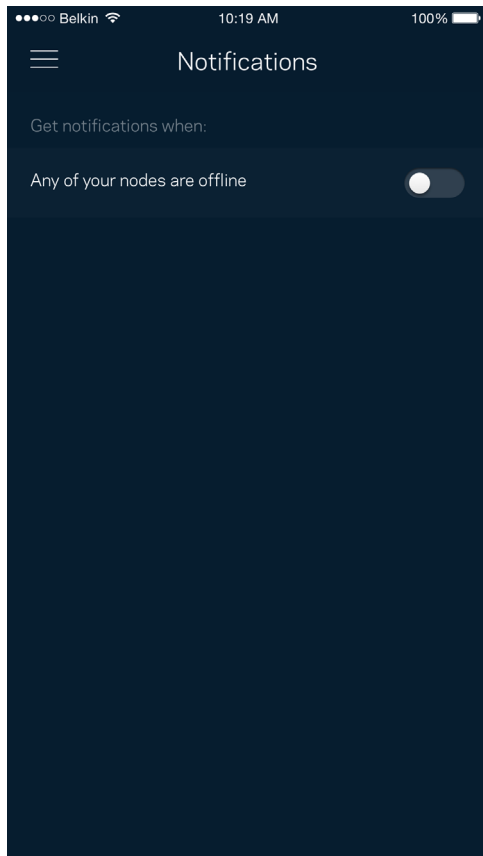 Belkin 10:19 AM 100%
Notifications
Get notifications when:
Any of your nodes are offline